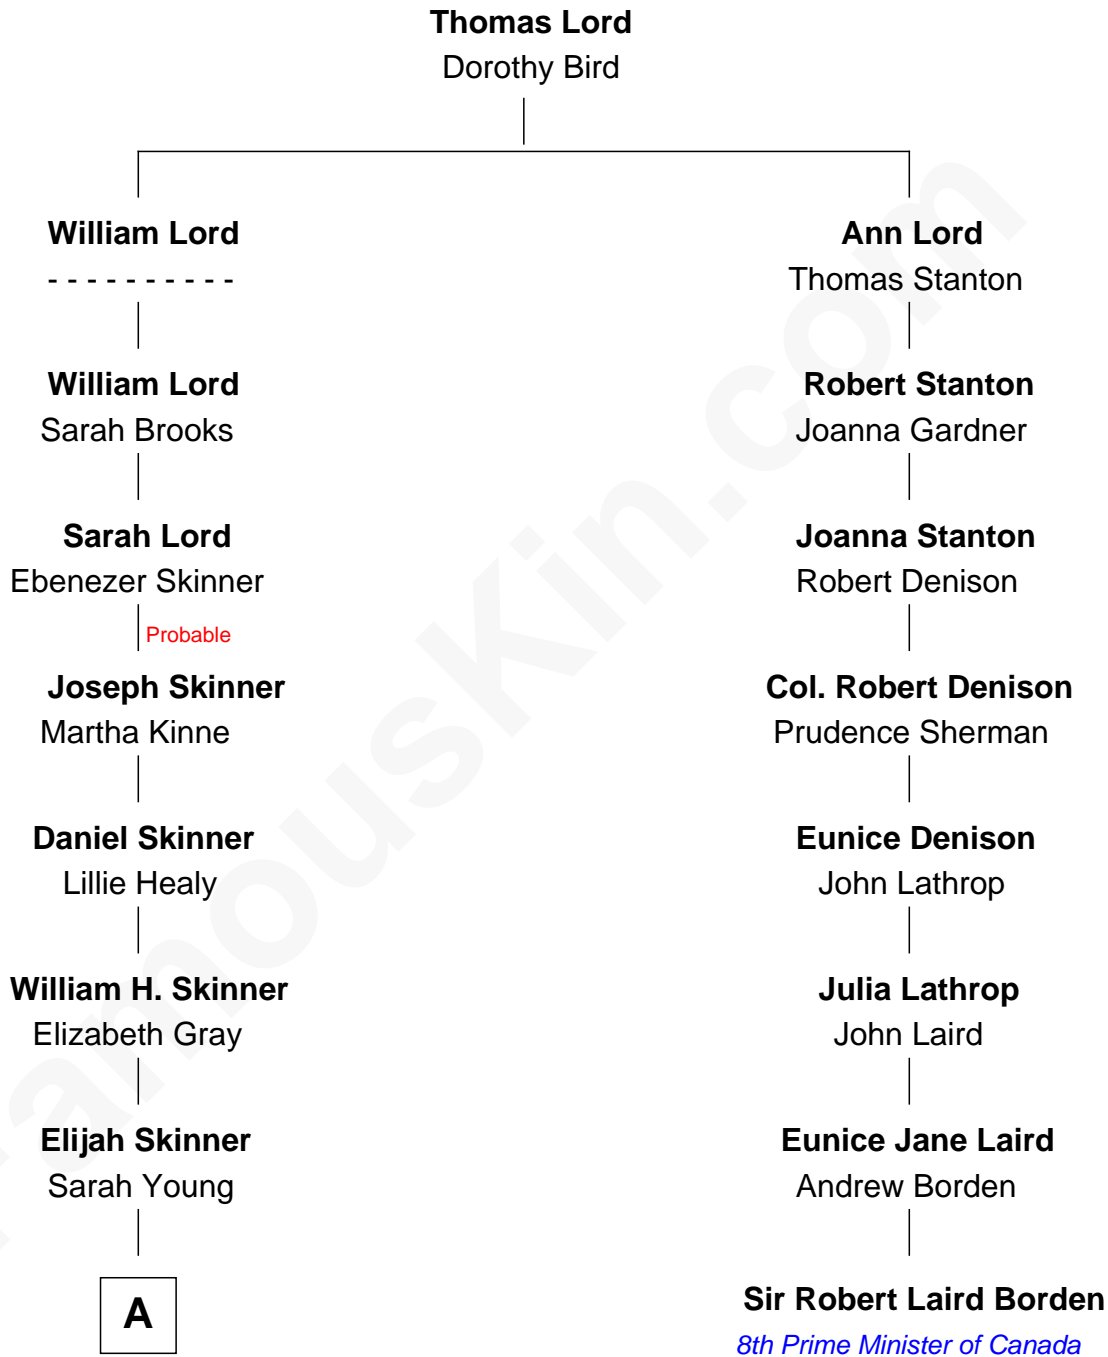 Thomas Lord
Dorothy Bird
William Lord
- - - - - - - - - -
Ann Lord
Thomas Stanton
William Lord
Sarah Brooks
Robert Stanton
Joanna Gardner
Sarah Lord
Ebenezer Skinner
Joanna Stanton
Robert Denison
Probable
Joseph Skinner
Martha Kinne
Col. Robert Denison
Prudence Sherman
Daniel Skinner
Lillie Healy
Eunice Denison
John Lathrop
William H. Skinner
Elizabeth Gray
Julia Lathrop
John Laird
Elijah Skinner
Sarah Young
Eunice Jane Laird
Andrew Borden
A
Sir Robert Laird Borden
8th Prime Minister of Canada
FamousKin.com